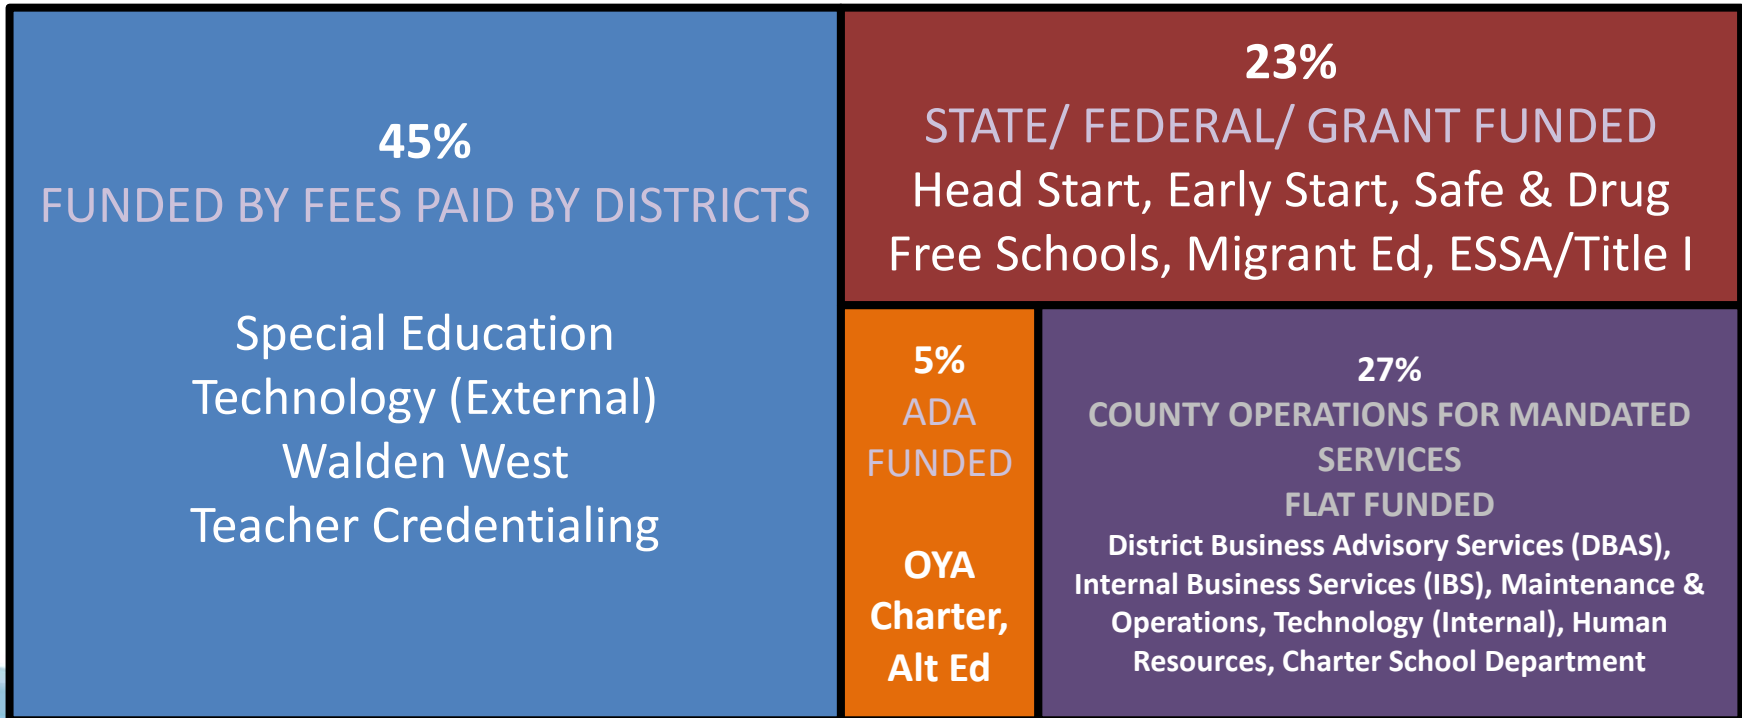 45%
FUNDED BY FEES PAID BY DISTRICTS
Special Education
Technology (External)
Walden West
Teacher Credentialing
23%
STATE/ FEDERAL/ GRANT FUNDED
Head Start, Early Start, Safe & Drug
Free Schools, Migrant Ed, ESSA/Title I
5%
ADA
FUNDED
OYA
Charter,
Alt Ed
27%
COUNTY OPERATIONS FOR MANDATED
SERVICES
FLAT FUNDED
District Business Advisory Services (DBAS),
Internal Business Services (IBS), Maintenance &
Operations, Technology (Internal), Human
Resources, Charter School Department